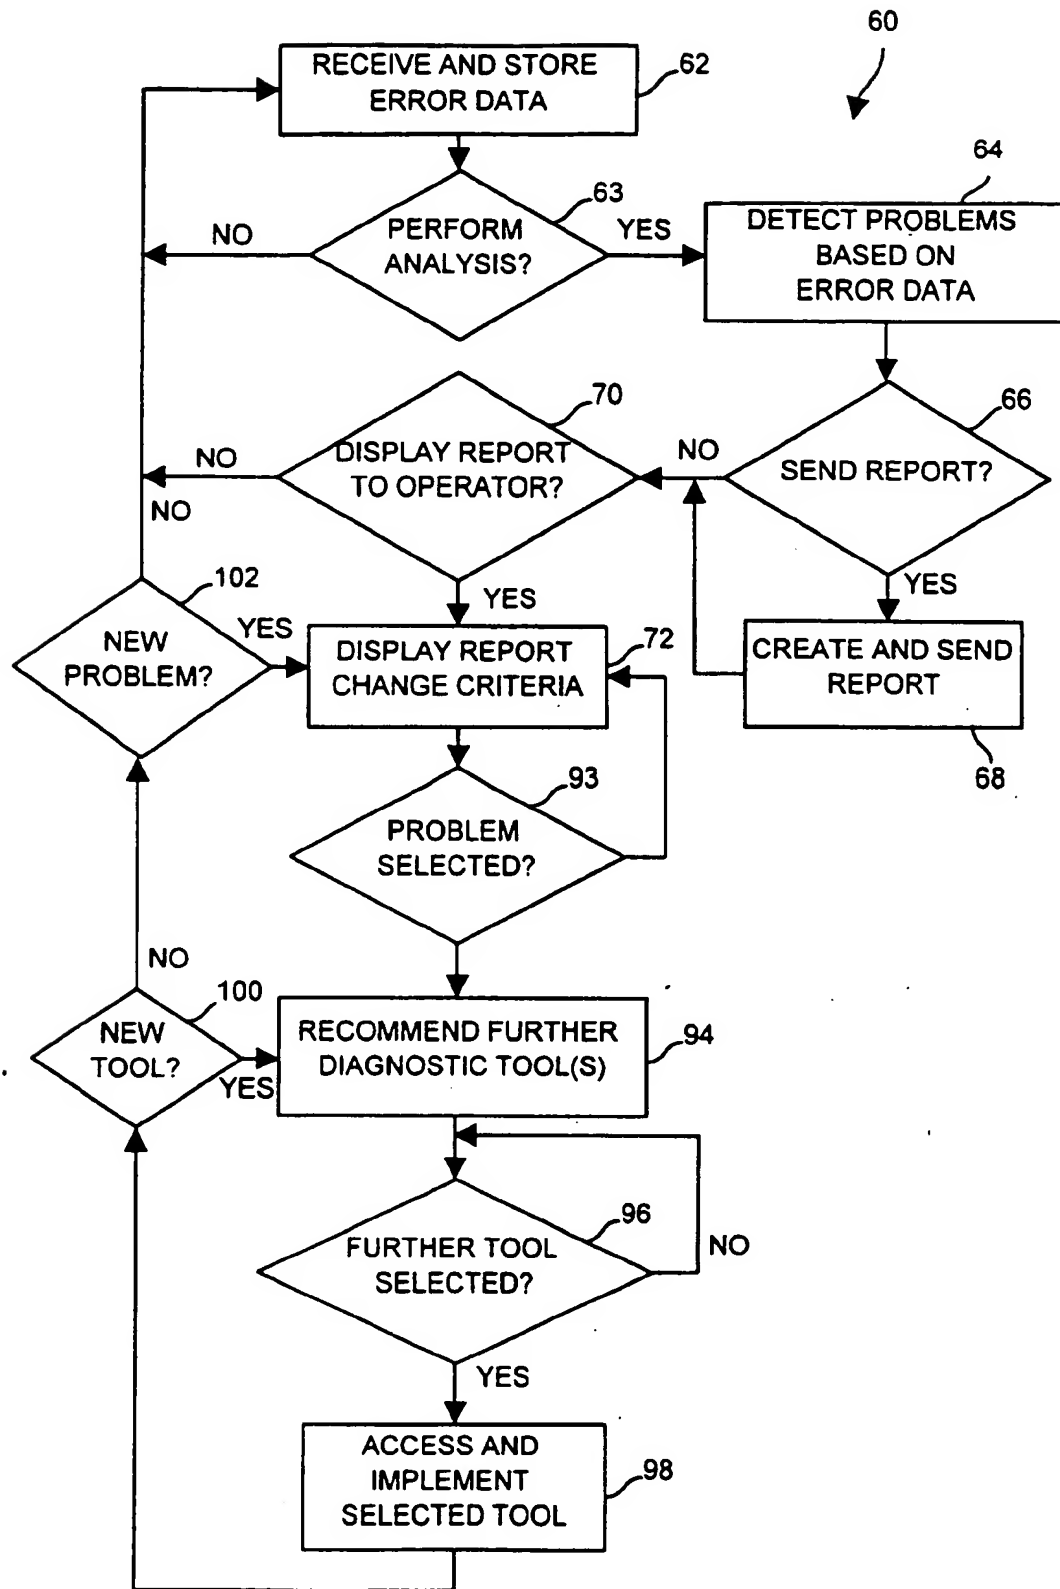 60
RECEIVE AND STORE
ERROR DATA
62
63
PERFORM
ANALYSIS?
NO
YES
64
DETECT PROBLEMS
BASED ON
ERROR DATA
70
DISPLAY REPORT
TO OPERATOR?
NO
NO
66
SEND REPORT?
NO
YES
YES
102
NEW
PROBLEM?
YES
DISPLAY REPORT
CHANGE CRITERIA
72
CREATE AND SEND
REPORT
68
93
PROBLEM
SELECTED?
NO
100
NEW
TOOL?
YES
RECOMMEND FURTHER
DIAGNOSTIC TOOL(S)
94
96
FURTHER TOOL
SELECTED?
NO
YES
ACCESS AND
IMPLEMENT
SELECTED TOOL
98